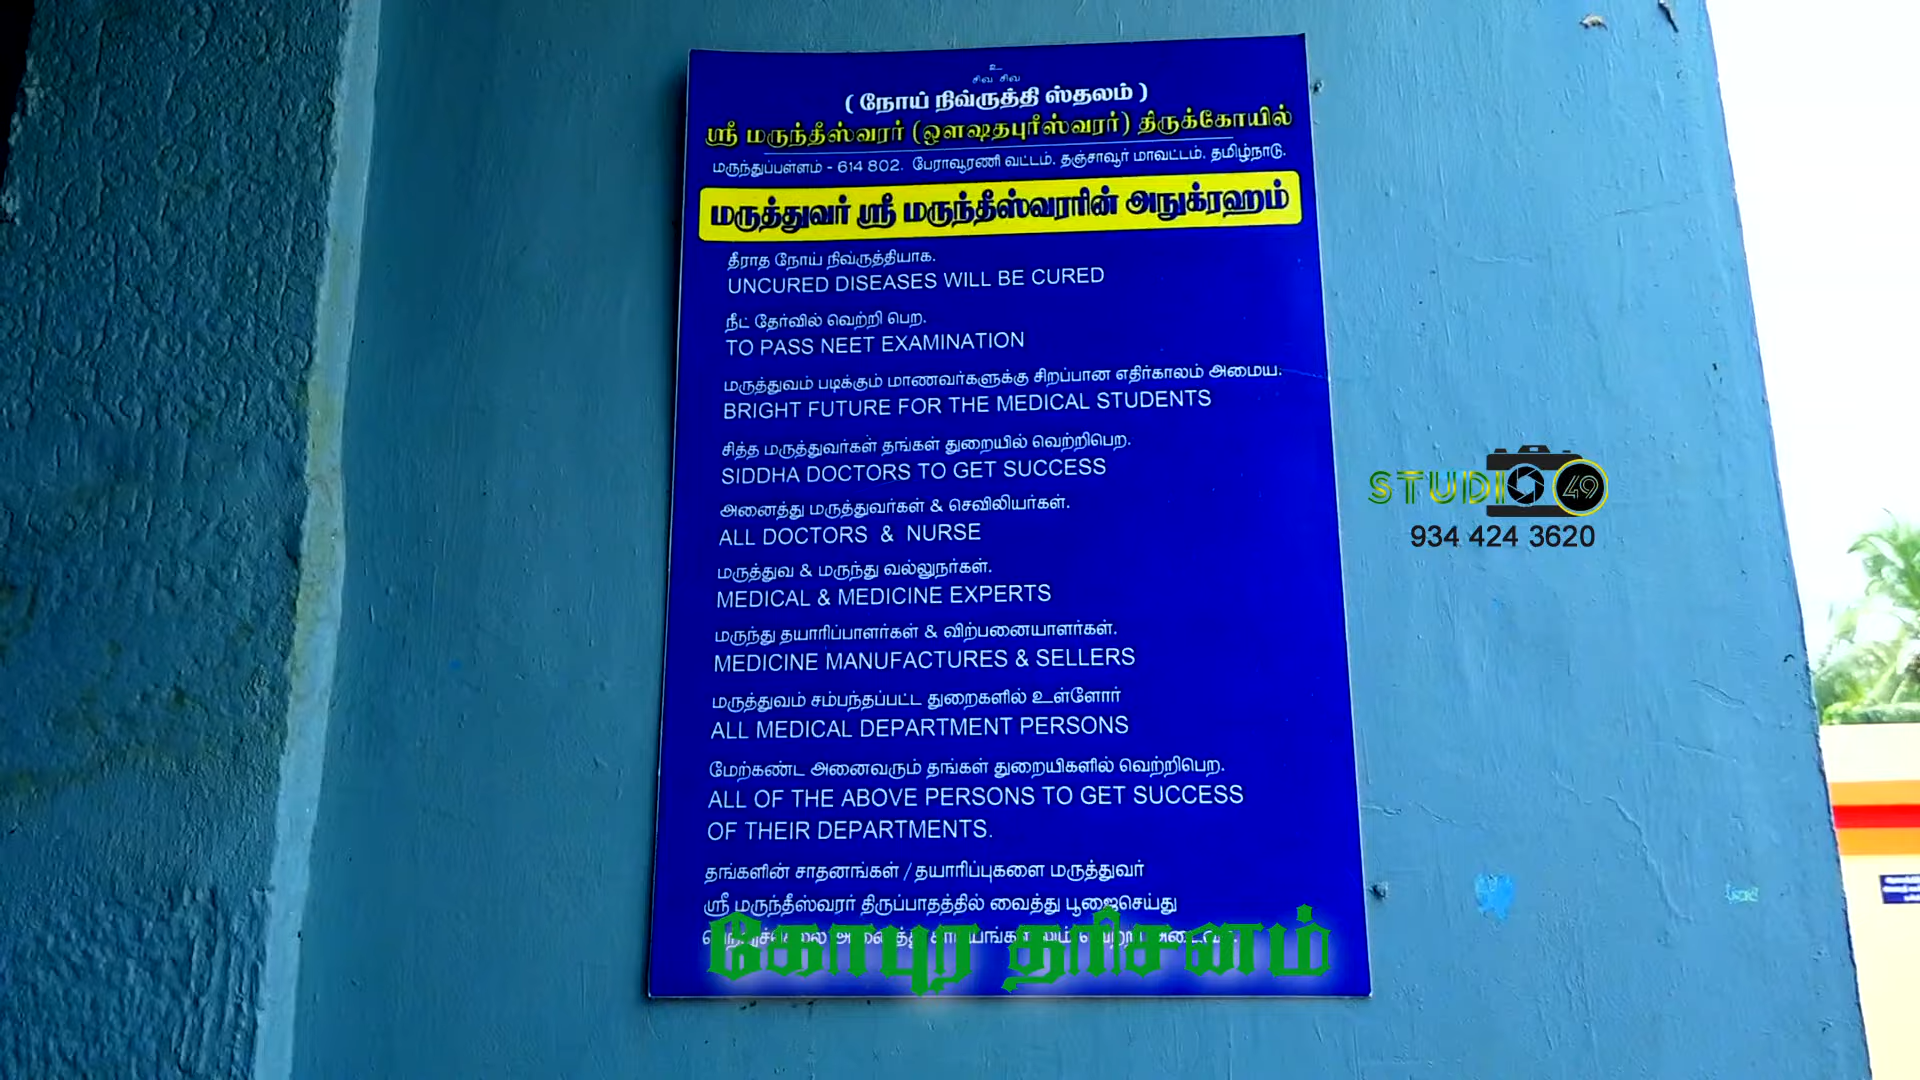 உ
சிவ சிவ
( நோய் நிவ்ருத்தி ஸ்தலம் )
ஸ்ரீ மருந்தீஸ்வரர் (ஔஷதபுரீஸ்வரர்) திருக்கோயில்
மருந்துப்பள்ளம் - 614 802. பேராவூரணி வட்டம். தஞ்சாவூர் மாவட்டம். தமிழ்நாடு.
மருத்துவர் ஸ்ரீ மருந்தீஸ்வரரின் அநுக்ரஹம்
தீராத நோய் நிவ்ருத்தியாக.
UNCURED DISEASES WILL BE CURED
நீட் தேர்வில் வெற்றி பெற.
TO PASS NEET EXAMINATION
மருத்துவம் படிக்கும் மாணவர்களுக்கு சிறப்பான எதிர்காலம் அமைய.
BRIGHT FUTURE FOR THE MEDICAL STUDENTS
சித்த மருத்துவர்கள் தங்கள் துறையில் வெற்றிபெற.
SIDDHA DOCTORS TO GET SUCCESS
அனைத்து மருத்துவர்கள் & செவிலியர்கள்.
ALL DOCTORS & NURSE
மருத்துவ & மருந்து வல்லுநர்கள்.
MEDICAL & MEDICINE EXPERTS
மருந்து தயாரிப்பாளர்கள் & விற்பனையாளர்கள்.
MEDICINE MANUFACTURES & SELLERS
மருத்துவம் சம்பந்தப்பட்ட துறைகளில் உள்ளோர்
ALL MEDICAL DEPARTMENT PERSONS
மேற்கண்ட அனைவரும் தங்கள் துறையிகளில் வெற்றிபெற.
ALL OF THE ABOVE PERSONS TO GET SUCCESS
OF THEIR DEPARTMENTS.
தங்களின் சாதனங்கள் / தயாரிப்புகளை மருத்துவர்
ஸ்ரீ மருந்தீஸ்வரர் திருப்பாதத்தில் வைத்து பூஜைசெய்து
கோபுர தரிசனம்
STUDIO 49
934 424 3620